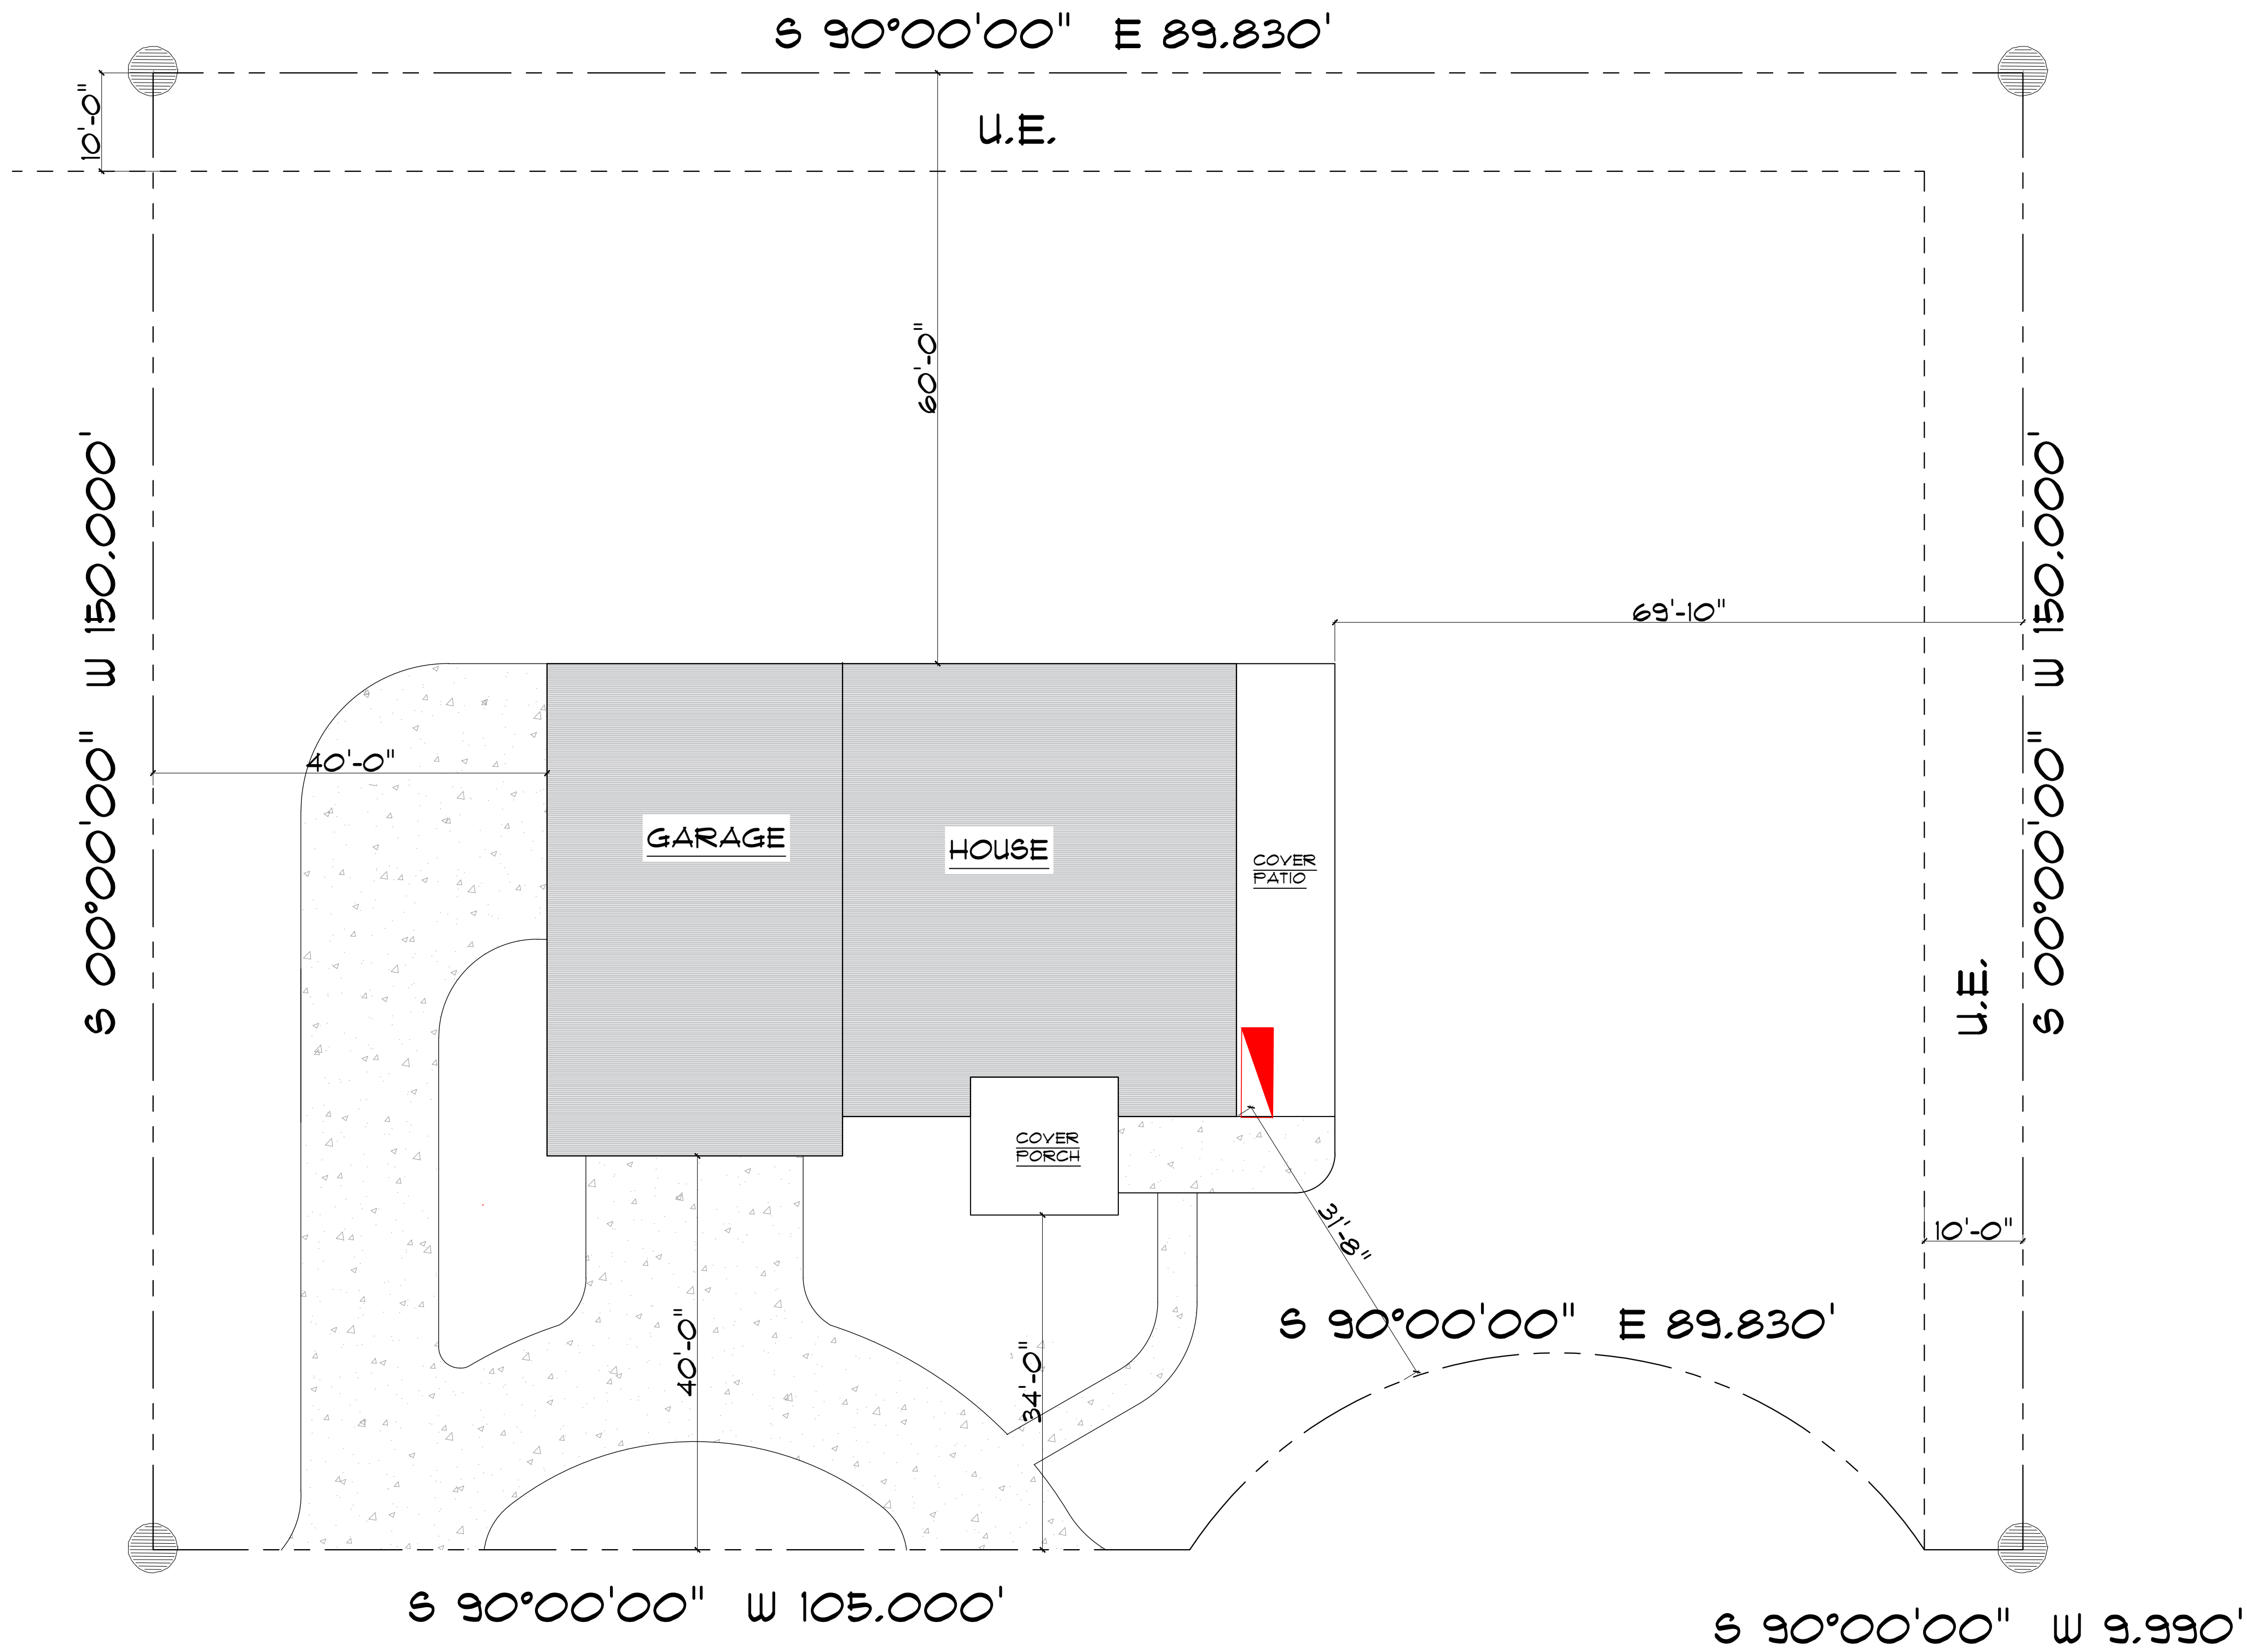 S 90°00'00" E 89.830'
10'-0"
U.E.
60'-0"
S 00°00'00" W 150.000'
S 00°00'00" W 150.000'
69'-10"
40'-0"
GARAGE
HOUSE
COVER
PATIO
U.E.
COVER
PORCH
31'-8"
10'-0"
40'-0"
34'-0"
S 90°00'00" E 89.830'
S 90°00'00" W 105.000'
S 90°00'00" W 9.990'